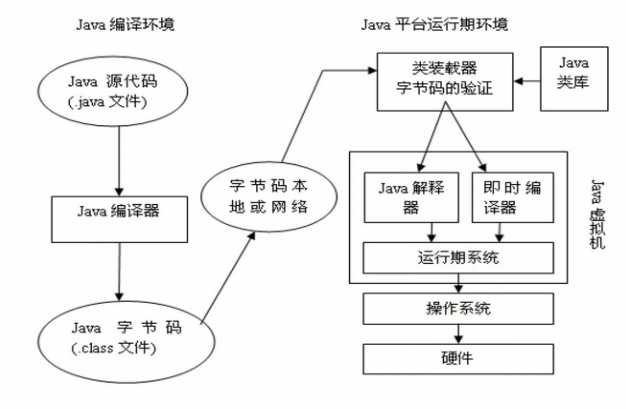 Java 编译环境
Java 平台运行期环境
Java 源代码
(.java 文件)
Java 编译器
Java 字节码
(.class 文件)
字节码本
地或网络
类装载器
字节码的验证
Java
类库
Java 解释
器
即时编
译器
运行期系统
Java 虚拟机
操作系统
硬件